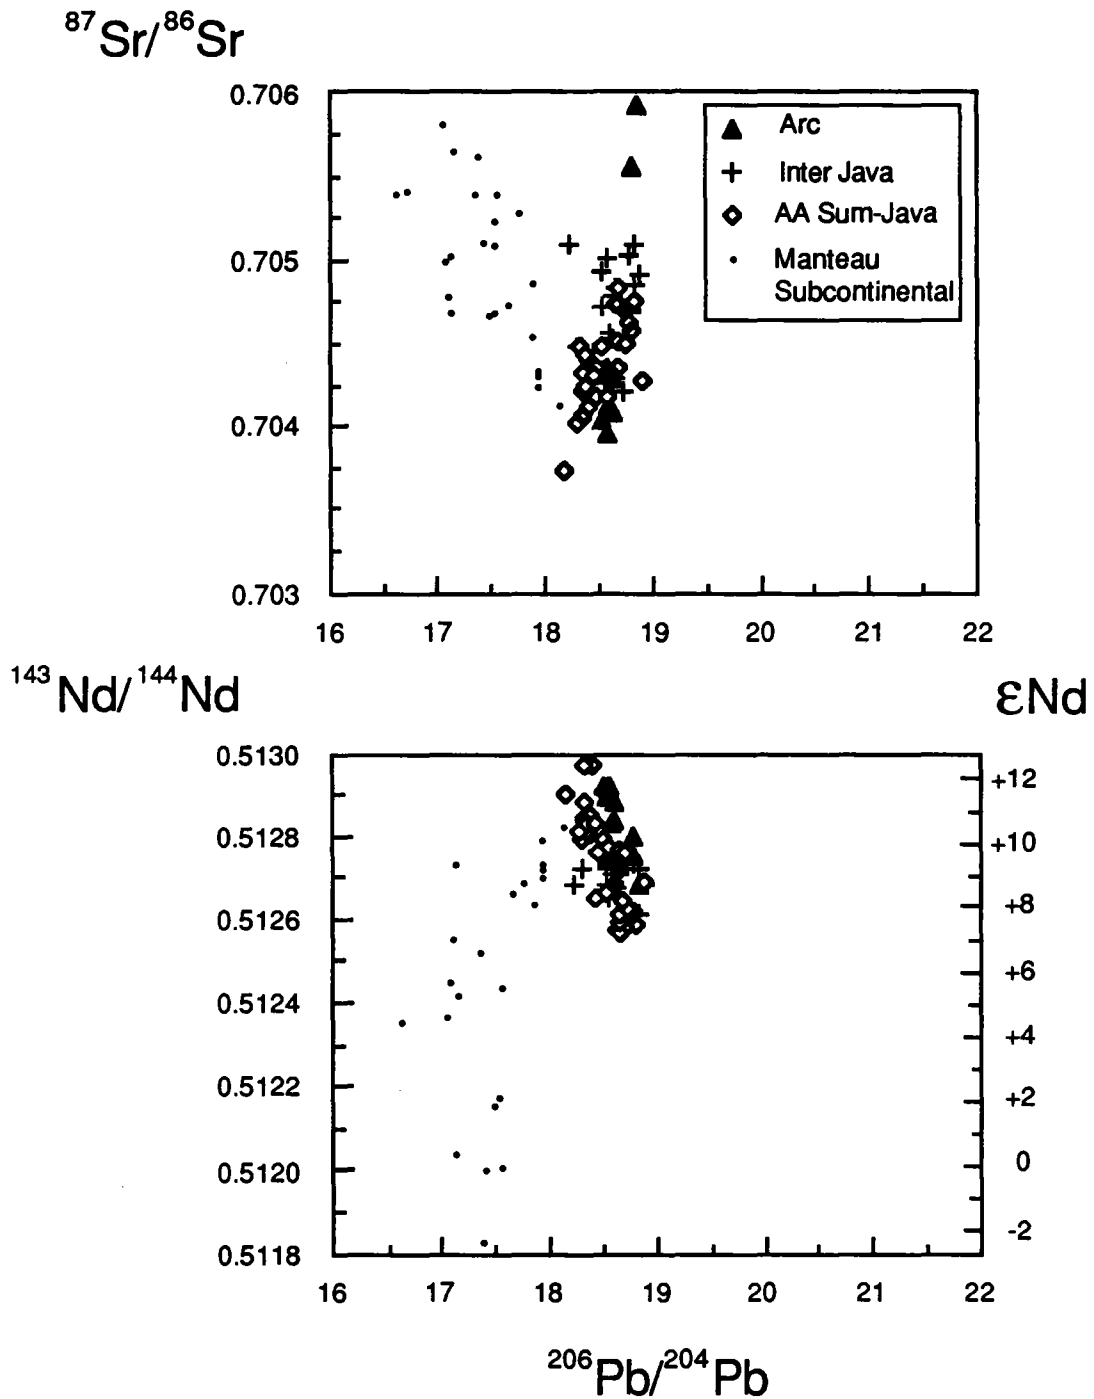 ⁸⁷Sr/⁸⁶Sr
0.706
0.705
0.704
0.703
16 17 18 19 20 21 22
Arc
Inter Java
AA Sum-Java
Manteau
Subcontinental
¹⁴³Nd/¹⁴⁴Nd
εNd
0.5130
0.5128
0.5126
0.5124
0.5122
0.5120
0.5118
+12
+10
+8
+6
+4
+2
0
-2
16 17 18 19 20 21 22
²⁰⁶Pb/²⁰⁴Pb